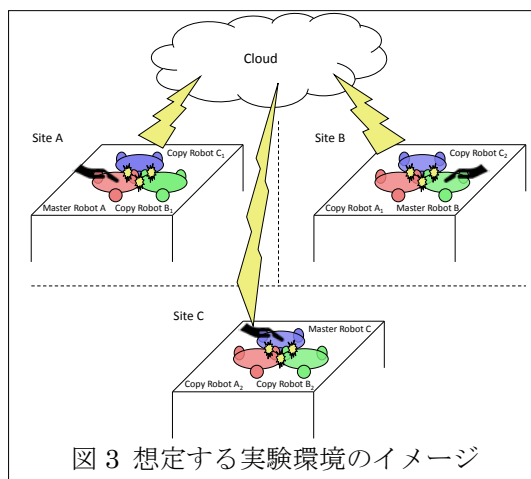 Cloud
Site A
Copy Robot C₁
Master Robot A Copy Robot B₁
Site B
Copy Robot C₂
Copy Robot A₁ Master Robot B
Site C
Master Robot C
Copy Robot A₂ Copy Robot B₂
図 3 想定する実験環境のイメージ